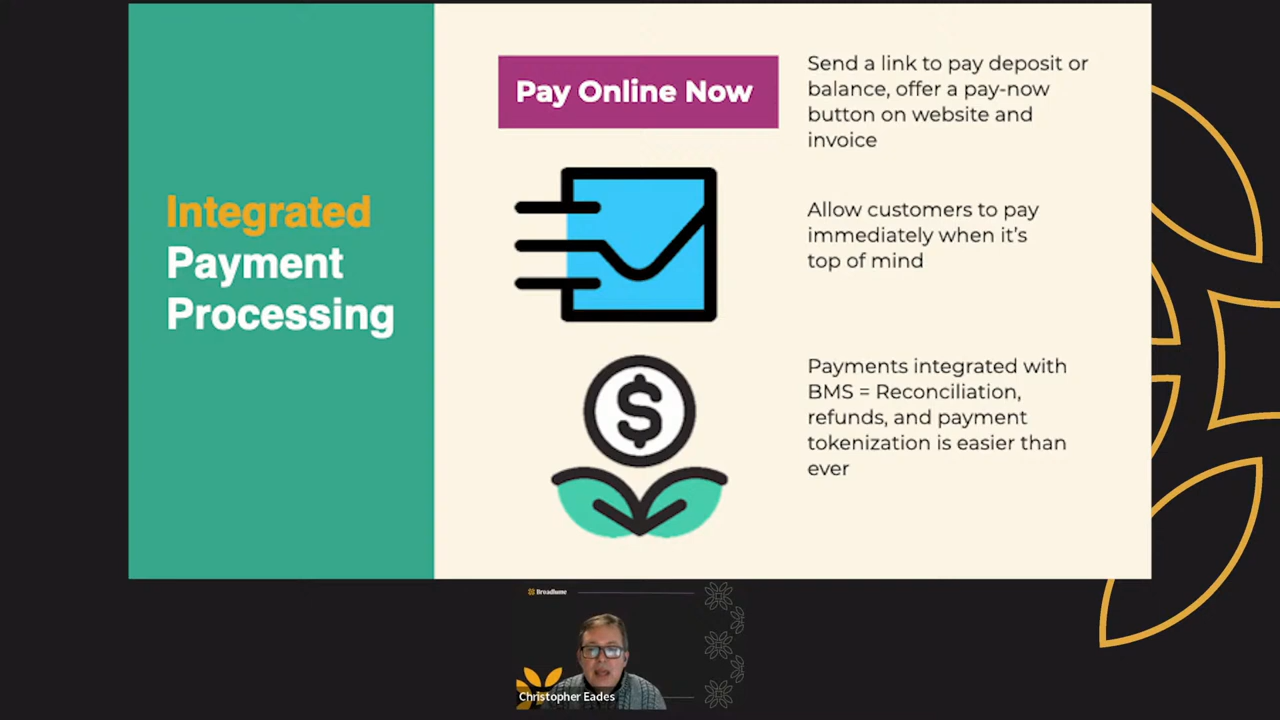 Integrated
Payment
Processing
Pay Online Now
Send a link to pay deposit or
balance, offer a pay-now
button on website and
invoice
Allow customers to pay
immediately when it’s
top of mind
Payments integrated with
BMS = Reconciliation,
refunds, and payment
tokenization is easier than
ever
Broadlume
Christopher Eades